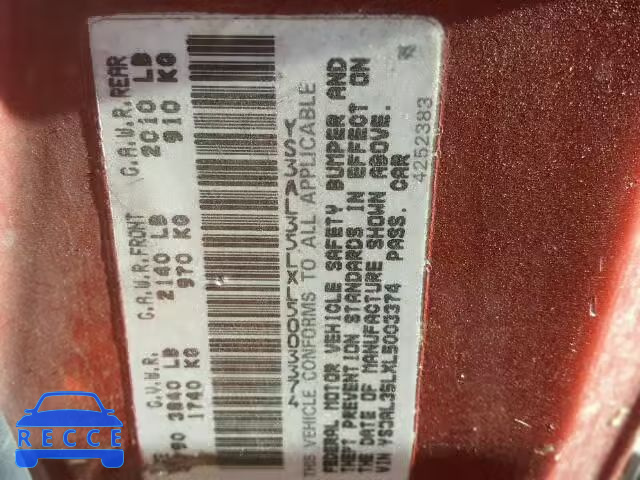 G.V.W.R. G.A.W.R.FRONT G.A.W.R.REAR
90 3840 LB 2140 LB 2010 LB
1740 KG 970 KG 910 KG
YS3AL35LXL5003374
THIS VEHICLE CONFORMS TO ALL APPLICABLE
FEDERAL MOTOR VEHICLE SAFETY BUMPER AND
THEFT PREVENTION STANDARDS IN EFFECT ON
THE DATE OF MANUFACTURE SHOWN ABOVE.
VIN YS3AL35LXL5003374 PASS. CAR
4252383
RECCE